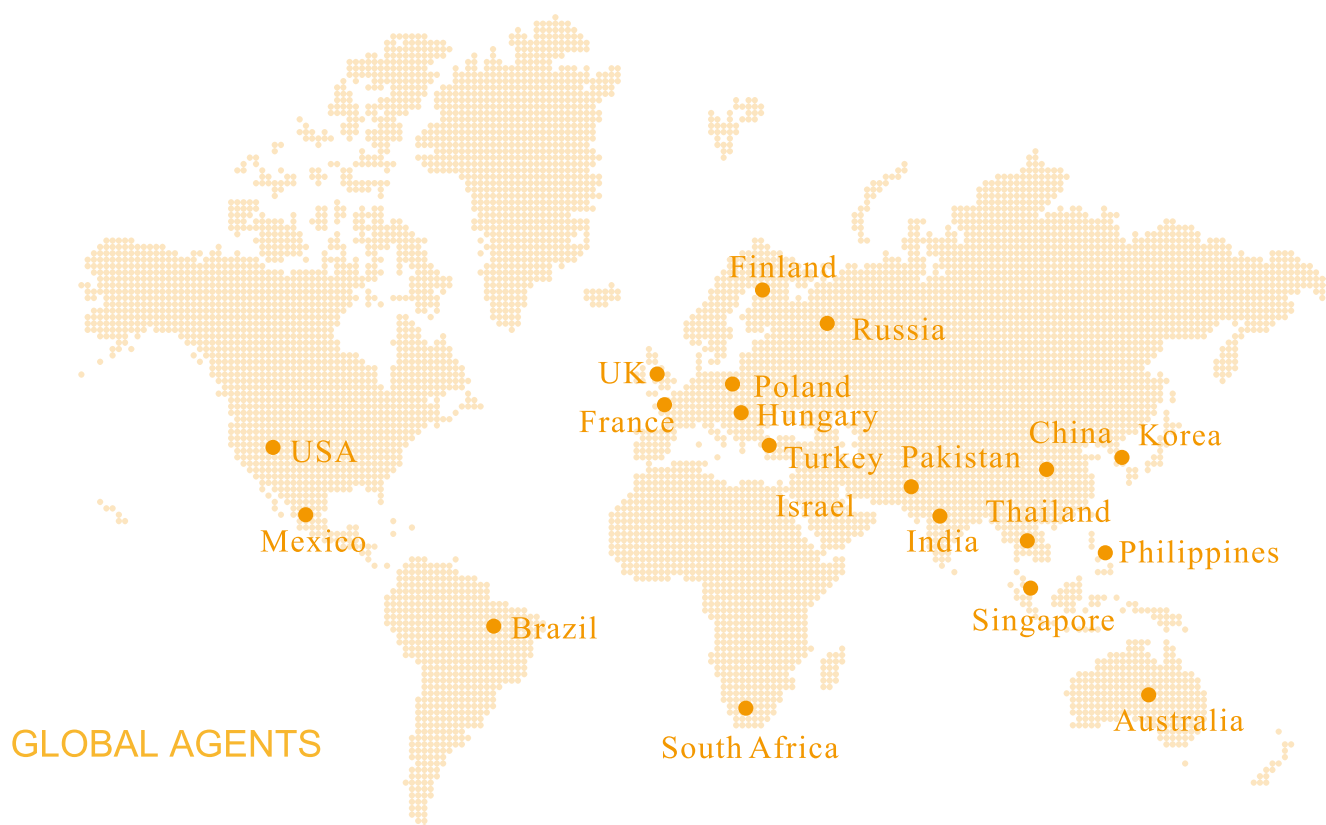 Finland
Russia
UK
Poland
France
Hungary
China
Korea
USA
Turkey
Pakistan
Israel
Thailand
Mexico
India
Philippines
Singapore
Brazil
Australia
GLOBAL AGENTS
South Africa